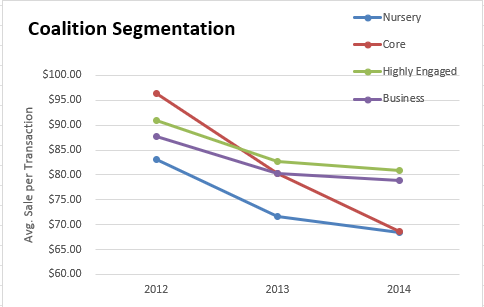 Coalition Segmentation
Nursery
Core
Highly Engaged
Business
Avg. Sale per Transaction
$100.00
$95.00
$90.00
$85.00
$80.00
$75.00
$70.00
$65.00
$60.00
2012 2013 2014